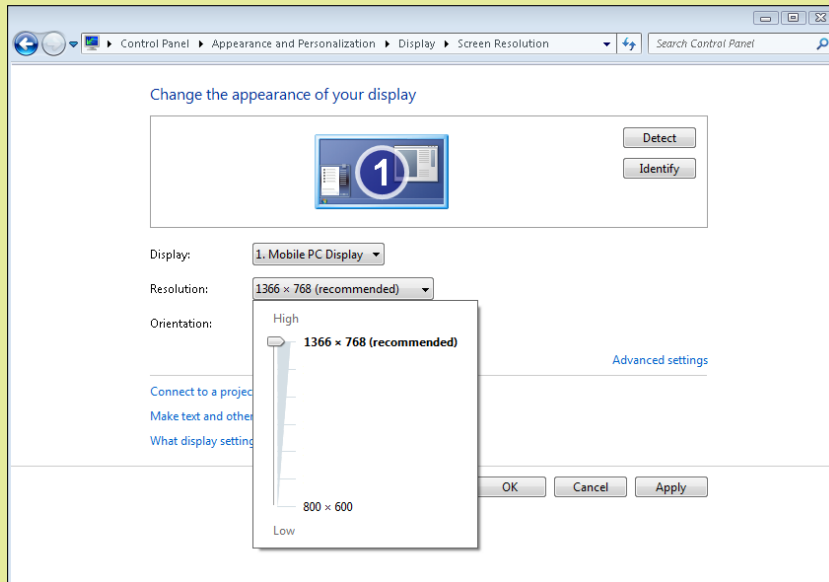 Control Panel Appearance and Personalization Display Screen Resolution Search Control Panel
Change the appearance of your display
1
Detect
Identify
Display: 1. Mobile PC Display
Resolution: 1366 × 768 (recommended)
Orientation:
High
1366 × 768 (recommended)
Advanced settings
Connect to a projec
Make text and other
What display setting
800 × 600
Low
OK Cancel Apply